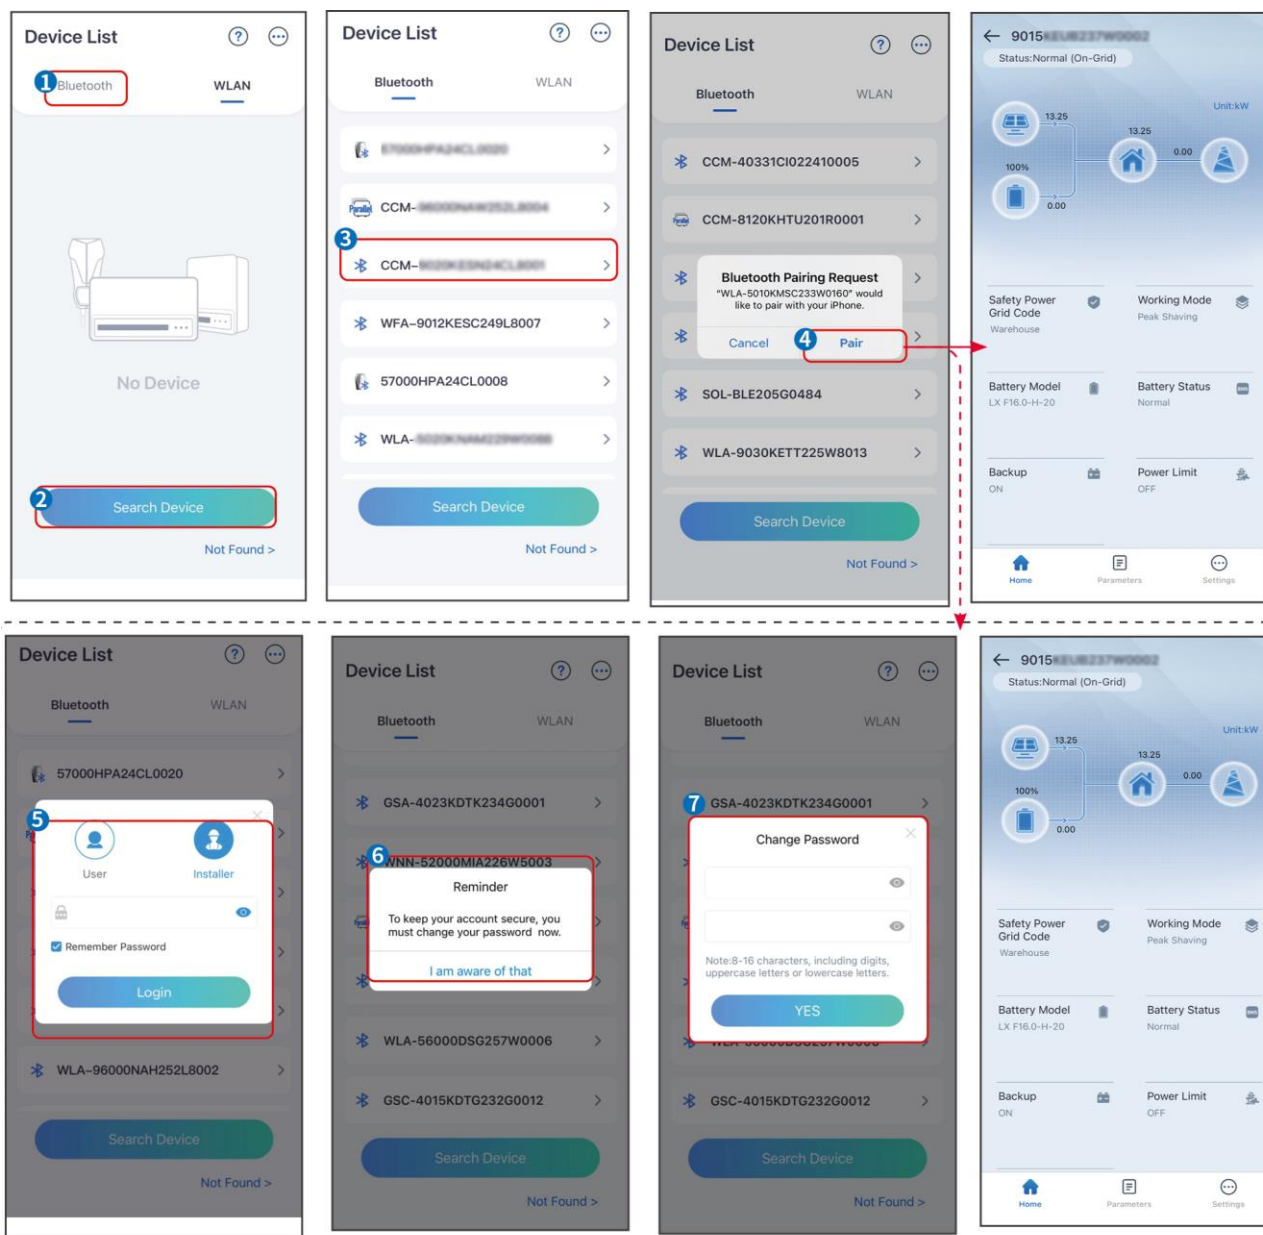 Device List
1
Bluetooth
WLAN
No Device
2
Search Device
Not Found >
Device List
Bluetooth
WLAN
Parallel
CCM-
3
CCM-
WFA-9012KESC249L8007
57000HPA24CL0008
WLA-
Search Device
Not Found >
Device List
Bluetooth
WLAN
CCM-40331CI022410005
Parallel
CCM-8120KHTU201R0001
Bluetooth Pairing Request
"WLA-5010KMSC233W0160" would
like to pair with your iPhone.
Cancel
4
Pair
SOL-BLE205G0484
WLA-9030KETT225W8013
Search Device
Not Found >
9015
Status:Normal (On-Grid)
Unit:kW
13.25
13.25
0.00
100%
0.00
Safety Power
Grid Code
Warehouse
Working Mode
Peak Shaving
Battery Model
LX F16.0-H-20
Battery Status
Normal
Backup
ON
Power Limit
OFF
Home
Parameters
Settings
Device List
Bluetooth
WLAN
57000HPA24CL0020
5
User
Installer
Remember Password
Login
WLA-96000NAH252L8002
Search Device
Not Found >
Device List
Bluetooth
WLAN
GSA-4023KDTK234G0001
6
WNN-52000MIA226W5003
Reminder
To keep your account secure, you
must change your password now.
I am aware of that
WLA-56000DSG257W0006
GSC-4015KDTG232G0012
Search Device
Not Found >
Device List
Bluetooth
WLAN
7
GSA-4023KDTK234G0001
Change Password
Note:8-16 characters, including digits,
uppercase letters or lowercase letters.
YES
GSC-4015KDTG232G0012
Search Device
Not Found >
9015
Status:Normal (On-Grid)
Unit:kW
13.25
13.25
0.00
100%
0.00
Safety Power
Grid Code
Warehouse
Working Mode
Peak Shaving
Battery Model
LX F16.0-H-20
Battery Status
Normal
Backup
ON
Power Limit
OFF
Home
Parameters
Settings